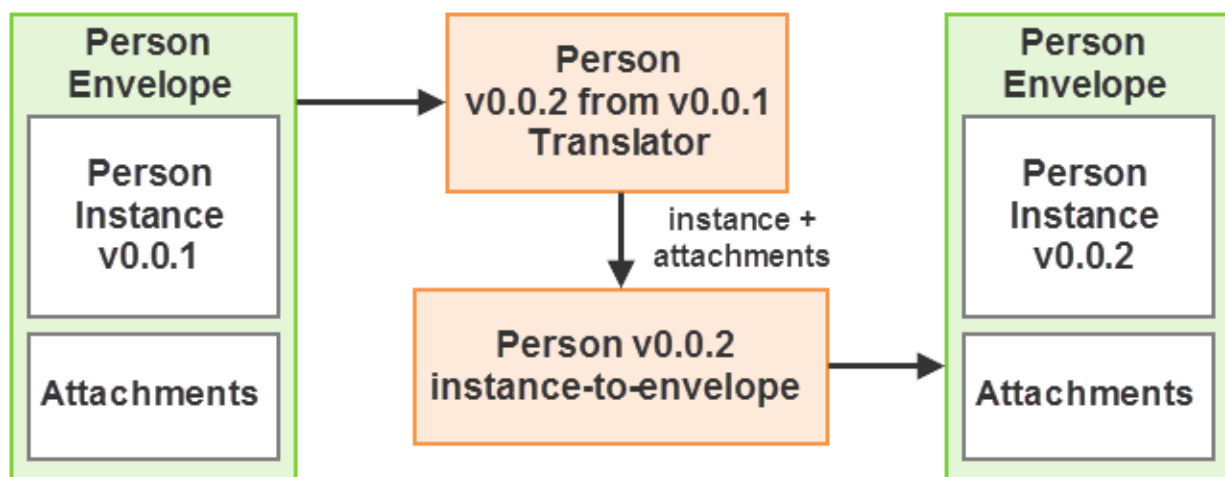 Person
Envelope
Person
Instance
v0.0.1
Attachments
Person
v0.0.2 from v0.0.1
Translator
instance +
attachments
Person v0.0.2
instance-to-envelope
Person
Envelope
Person
Instance
v0.0.2
Attachments